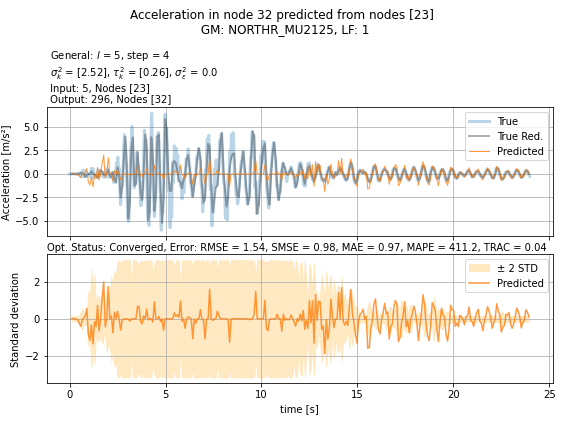 Acceleration in node 32 predicted from nodes [23]
GM: NORTHR_MU2125, LF: 1
General: l = 5, step = 4
σ²ₖ = [2.52], τ²ₖ = [0.26], σ²ε = 0.0
Input: 5, Nodes [23]
Output: 296, Nodes [32]
Acceleration [m/s²]
5.0
2.5
0.0
−2.5
−5.0
True
True Red.
Predicted
Opt. Status: Converged, Error: RMSE = 1.54, SMSE = 0.98, MAE = 0.97, MAPE = 411.2, TRAC = 0.04
Standard deviation
2
0
−2
± 2 STD
Predicted
0
5
10
15
20
25
time [s]